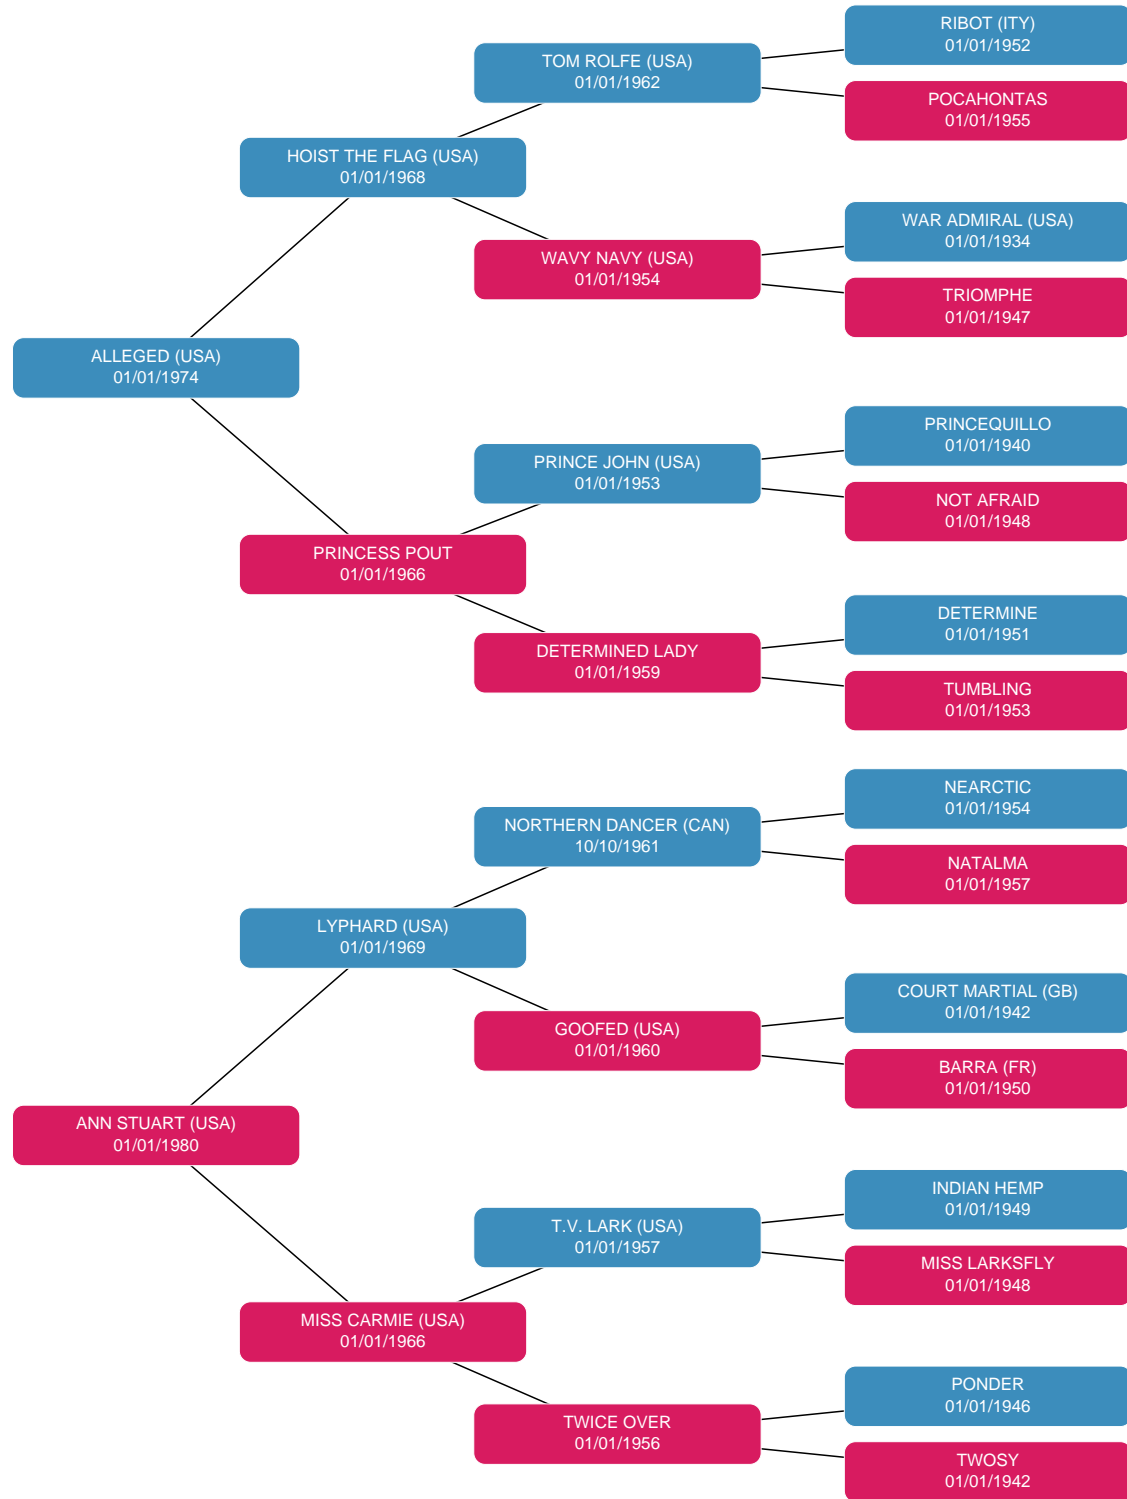 RIBOT (ITY)
01/01/1952
TOM ROLFE (USA)
01/01/1962
POCAHONTAS
01/01/1955
HOIST THE FLAG (USA)
01/01/1968
WAR ADMIRAL (USA)
01/01/1934
WAVY NAVY (USA)
01/01/1954
TRIOMPHE
01/01/1947
ALLEGED (USA)
01/01/1974
PRINCEQUILLO
01/01/1940
PRINCE JOHN (USA)
01/01/1953
NOT AFRAID
01/01/1948
PRINCESS POUT
01/01/1966
DETERMINE
01/01/1951
DETERMINED LADY
01/01/1959
TUMBLING
01/01/1953
NEARCTIC
01/01/1954
NORTHERN DANCER (CAN)
10/10/1961
NATALMA
01/01/1957
LYPHARD (USA)
01/01/1969
COURT MARTIAL (GB)
01/01/1942
GOOFED (USA)
01/01/1960
BARRA (FR)
01/01/1950
ANN STUART (USA)
01/01/1980
INDIAN HEMP
01/01/1949
T.V. LARK (USA)
01/01/1957
MISS LARKSFLY
01/01/1948
MISS CARMIE (USA)
01/01/1966
PONDER
01/01/1946
TWICE OVER
01/01/1956
TWOSY
01/01/1942